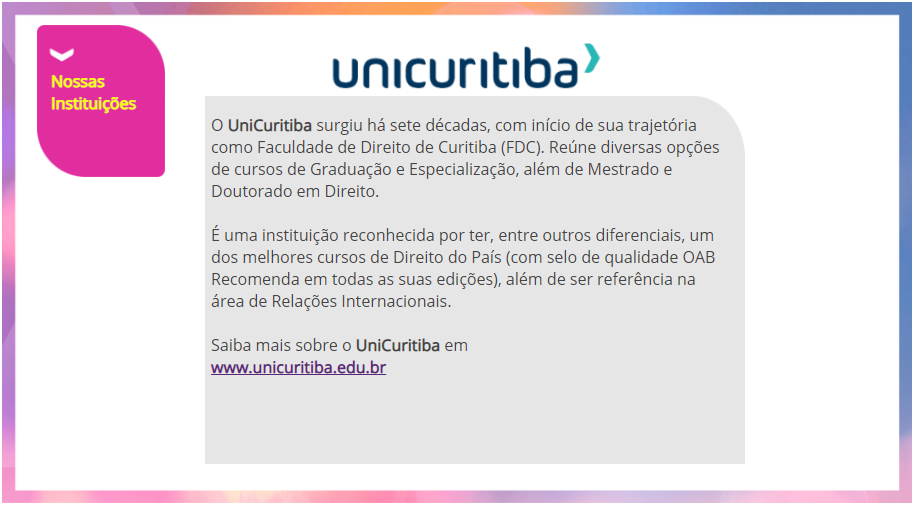 Nossas
Instituições
unicuritiba
O UniCuritiba surgiu há sete décadas, com início de sua trajetória
como Faculdade de Direito de Curitiba (FDC). Reúne diversas opções
de cursos de Graduação e Especialização, além de Mestrado e
Doutorado em Direito.
É uma instituição reconhecida por ter, entre outros diferenciais, um
dos melhores cursos de Direito do País (com selo de qualidade OAB
Recomenda em todas as suas edições), além de ser referência na
área de Relações Internacionais.
Saiba mais sobre o UniCuritiba em
www.unicuritiba.edu.br